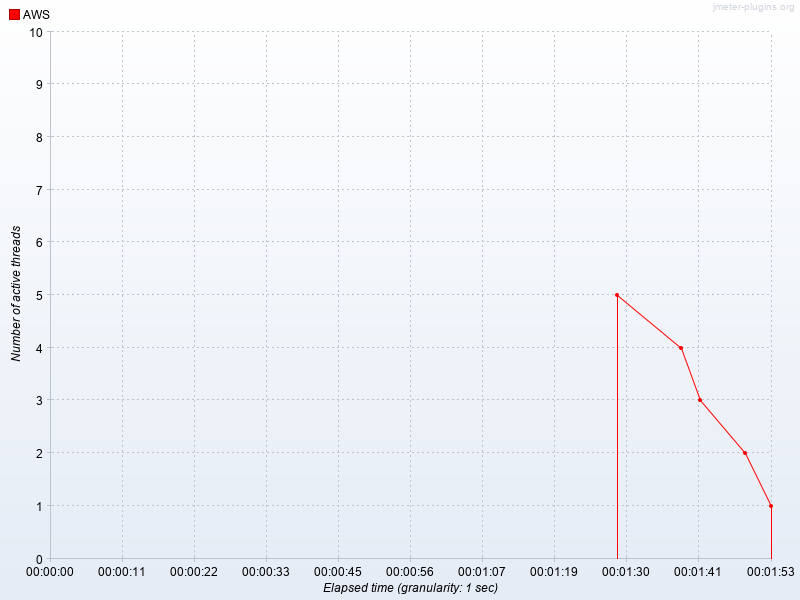 jmeter-plugins.org
AWS
10
9
8
7
6
5
4
3
2
1
0
Number of active threads
00:00:00 00:00:11 00:00:22 00:00:33 00:00:45 00:00:56 00:01:07 00:01:19 00:01:30 00:01:41 00:01:53
Elapsed time (granularity: 1 sec)